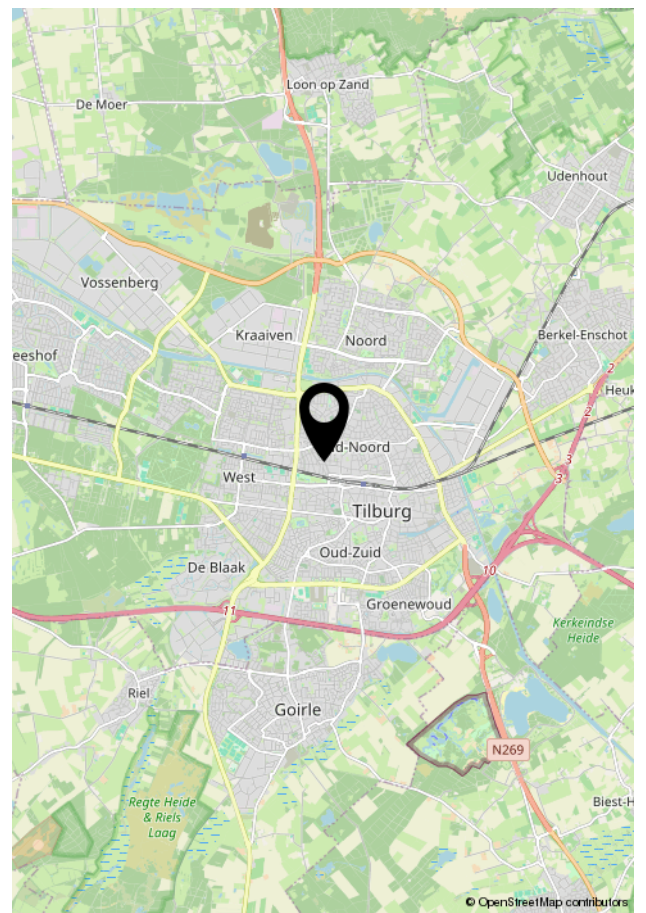 Loon op Zand
De Moer
Udenhout
Vossenberg
Kraaiven
Noord
Berkel-Enschot
eeshof
2
Heuk
2
d-Noord
West
3
3
Tilburg
Oud-Zuid
De Blaak
10
Groenewoud
11
Kerkeindse
Heide
Riel
Goirle
N269
Regte Heide
& Riels
Laag
Biest-H
© OpenStreetMap contributors